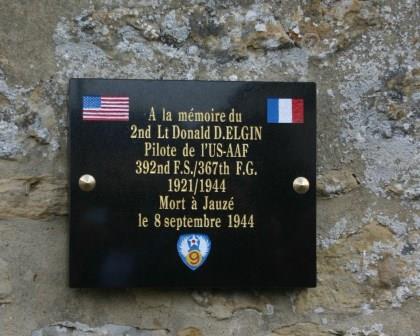 A la mémoire du
2nd Lt Donald D.ELGIN
Pilote de l'US-AAF
392nd F.S./367th F.G.
1921/1944
Mort à Jauzé
le 8 septembre 1944
9